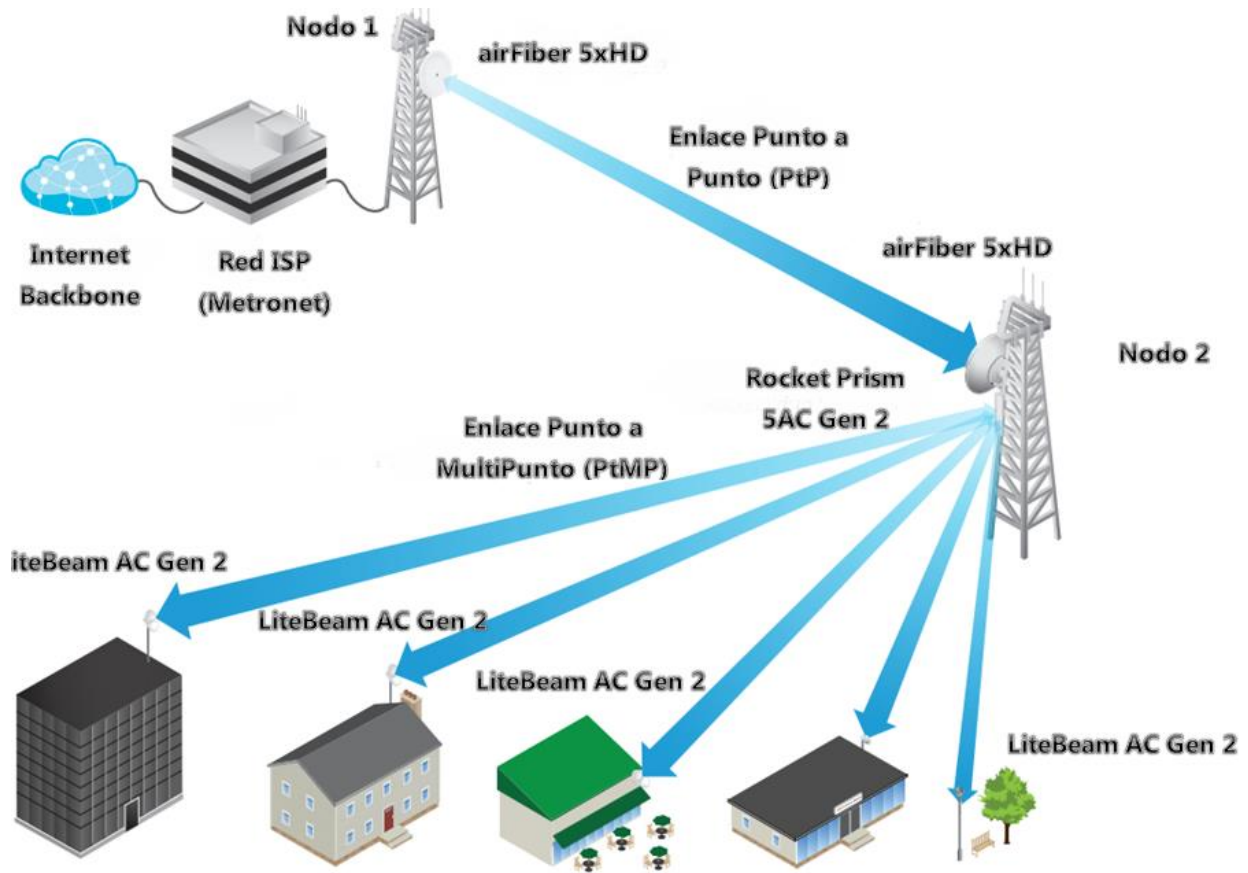 Nodo 1
airFiber 5xHD
Enlace Punto a
Punto (PtP)
Internet
Backbone
Red ISP
(Metronet)
airFiber 5xHD
Nodo 2
Rocket Prism
5AC Gen 2
Enlace Punto a
MultiPunto (PtMP)
iteBeam AC Gen 2
LiteBeam AC Gen 2
LiteBeam AC Gen 2
LiteBeam AC Gen 2